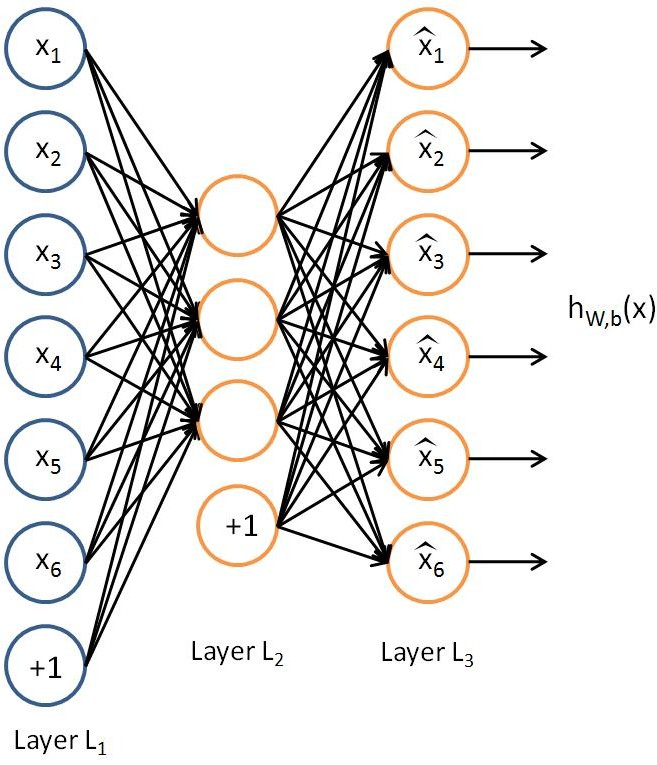 x₁
x₂
x₃
x₄
x₅
x₆
+1
Layer L₁
+1
Layer L₂
x̂₁
x̂₂
x̂₃
x̂₄
x̂₅
x̂₆
Layer L₃
h_{W,b}(x)